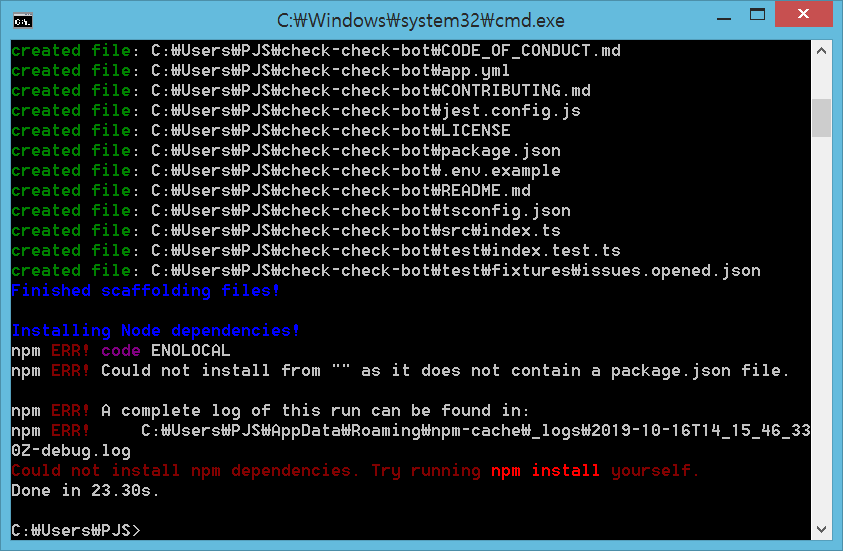 C:₩Windows₩system32₩cmd.exe
created file: C:₩Users₩PJS₩check-check-bot₩CODE_OF_CONDUCT.md
created file: C:₩Users₩PJS₩check-check-bot₩app.yml
created file: C:₩Users₩PJS₩check-check-bot₩CONTRIBUTING.md
created file: C:₩Users₩PJS₩check-check-bot₩jest.config.js
created file: C:₩Users₩PJS₩check-check-bot₩LICENSE
created file: C:₩Users₩PJS₩check-check-bot₩package.json
created file: C:₩Users₩PJS₩check-check-bot₩.env.example
created file: C:₩Users₩PJS₩check-check-bot₩README.md
created file: C:₩Users₩PJS₩check-check-bot₩tsconfig.json
created file: C:₩Users₩PJS₩check-check-bot₩src₩index.ts
created file: C:₩Users₩PJS₩check-check-bot₩test₩index.test.ts
created file: C:₩Users₩PJS₩check-check-bot₩test₩fixtures₩issues.opened.json
Finished scaffolding files!
Installing Node dependencies!
npm ERR! code ENOLOCAL
npm ERR! Could not install from "" as it does not contain a package.json file.
npm ERR! A complete log of this run can be found in:
npm ERR!     C:₩Users₩PJS₩AppData₩Roaming₩npm-cache₩_logs₩2019-10-16T14_15_46_33
0Z-debug.log
Could not install npm dependencies. Try running npm install yourself.
Done in 23.30s.
C:₩Users₩PJS>